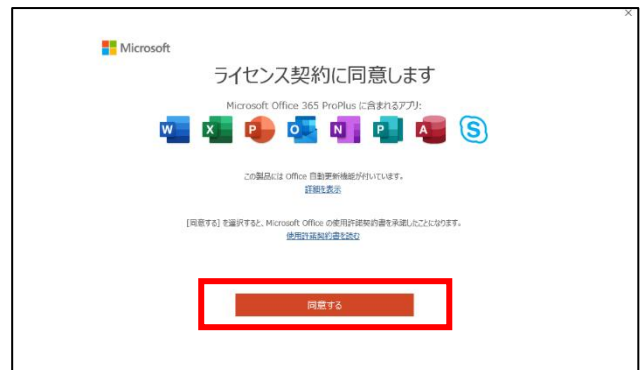 Microsoft
ライセンス契約に同意します
Microsoft Office 365 ProPlus に含まれるアプリ:
W X P O N P A S
この製品には Office 自動更新機能が付いています。
詳細を表示
[同意する] を選択すると、Microsoft Office の使用許諾契約書を承諾したことになります。
使用許諾契約書を読む
同意する